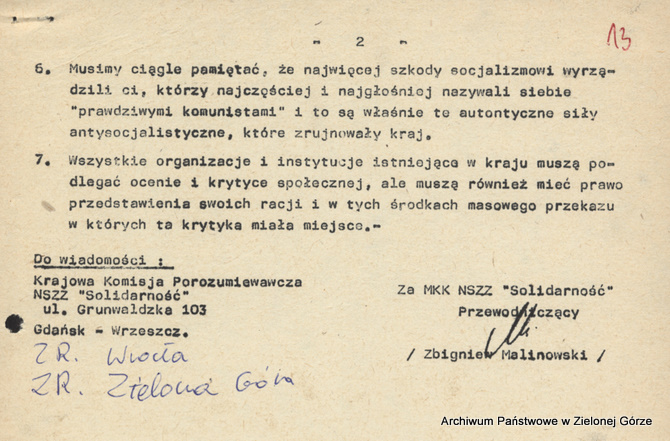 - 2 -
13
6. Musimy ciągle pamiętać, że najwięcej szkody socjalizmowi wyrzą-
dzili ci, którzy najczęściej i najgłośniej nazywali siebie
"prawdziwymi komunistami" i to są właśnie te autontyczne siły
antysocjalistyczne, które zrujnowały kraj.
7. Wszystkie organizacje i instytucje istniejące w kraju muszą po-
dlegać ocenie i krytyce społecznej, ale muszą również mieć prawo
przedstawienia swoich racji i w tych środkach masowego przekazu
w których ta krytyka miała miejsce.-
Do wiadomości :
Krajowa Komisja Porozumiewawcza
NSZZ "Solidarność"
ul. Grunwaldzka 103
Gdańsk - Wrzeszcz.
ZR. Wrocła
ZR. Zielona Góra
Za MKK NSZZ "Solidarność"
Przewodniczący
/ Zbigniew Malinowski /
Archiwum Państwowe w Zielonej Górze